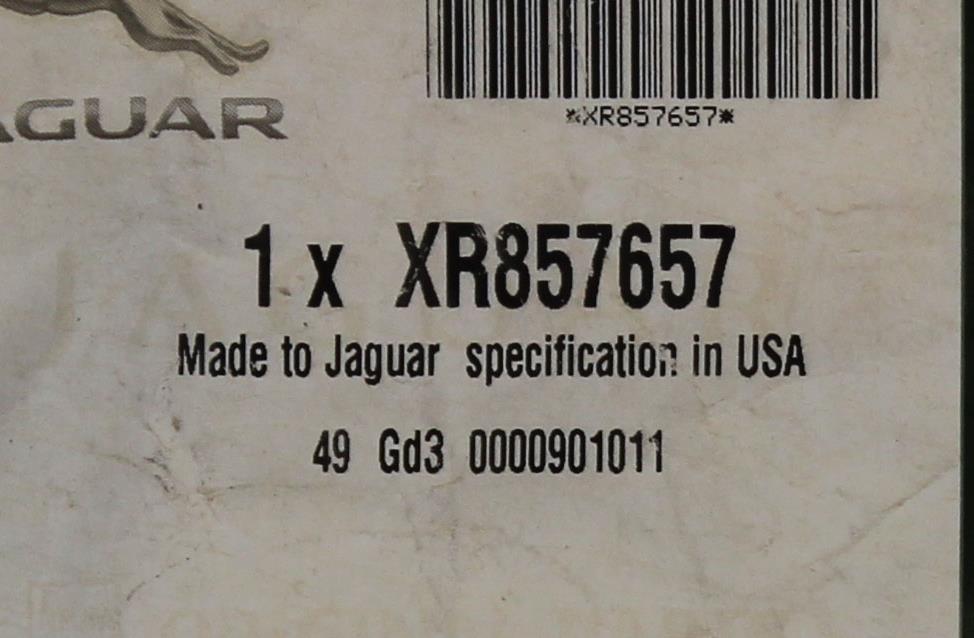 AGUAR
*XR857657*
1 x XR857657
Made to Jaguar specification in USA
49 Gd3 0000901011